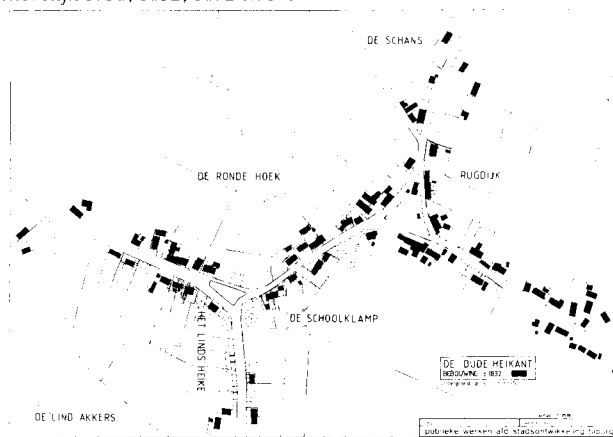 DE SCHANS
DE RONDE HOEK
RUGDIJK
DE SCHOOLKLAMP
HET LINDS HEIKE
DE OUDE HEIKANT
BEBOUWING ± 1832
DE LIND AKKERS
publieke werken afd stadsontwikkeling tilburg